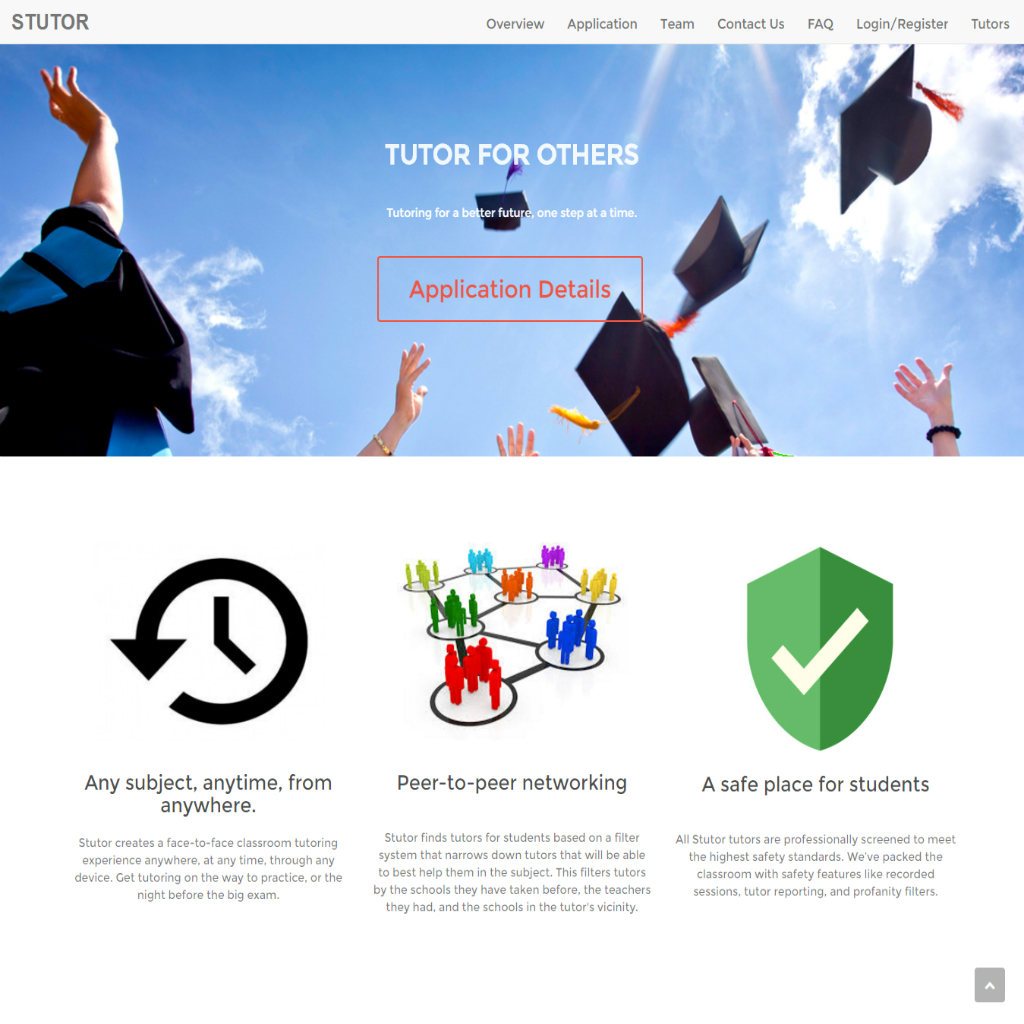 STUTOR
Overview Application Team Contact Us FAQ Login/Register Tutors
TUTOR FOR OTHERS
Tutoring for a better future, one step at a time.
Application Details
Any subject, anytime, from
anywhere.
Stutor creates a face-to-face classroom tutoring
experience anywhere, at any time, through any
device. Get tutoring on the way to practice, or the
night before the big exam.
Peer-to-peer networking
Stutor finds tutors for students based on a filter
system that narrows down tutors that will be able
to best help them in the subject. This filters tutors
by the schools they have taken before, the teachers
they had, and the schools in the tutor's vicinity.
A safe place for students
All Stutor tutors are professionally screened to meet
the highest safety standards. We've packed the
classroom with safety features like recorded
sessions, tutor reporting, and profanity filters.